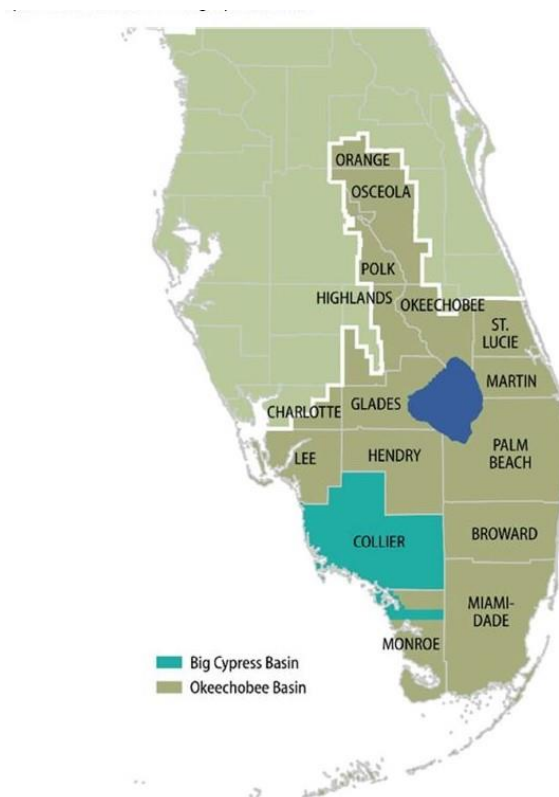 ORANGE
OSCEOLA
POLK
HIGHLANDS
OKEECHOBEE
ST.
LUCIE
MARTIN
CHARLOTTE
GLADES
LEE
HENDRY
PALM
BEACH
COLLIER
BROWARD
MIAMI-
DADE
MONROE
Big Cypress Basin
Okeechobee Basin